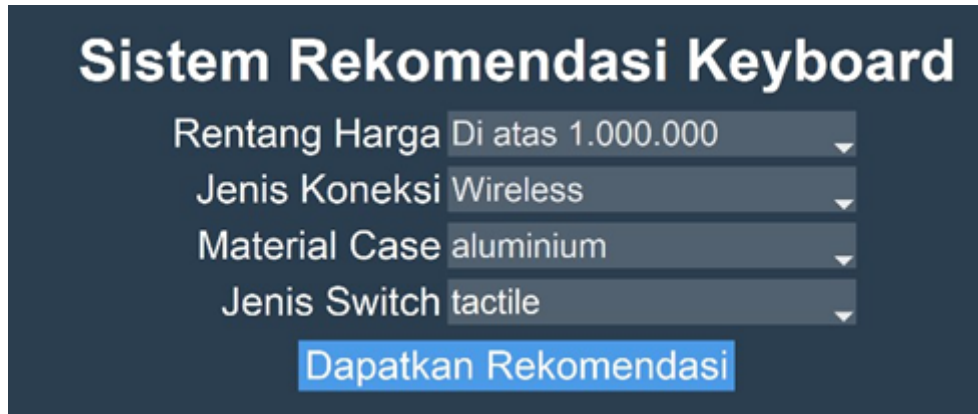 Sistem Rekomendasi Keyboard
Rentang Harga Di atas 1.000.000
Jenis Koneksi Wireless
Material Case aluminium
Jenis Switch tactile
Dapatkan Rekomendasi